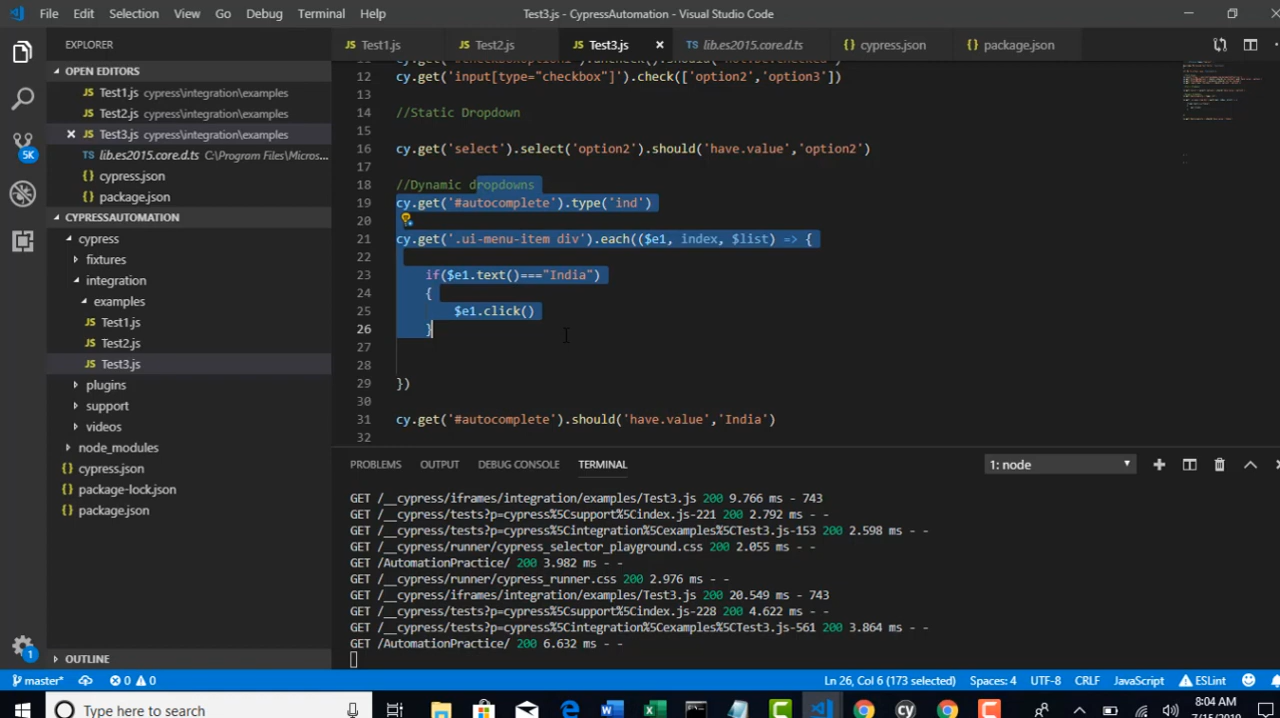 File Edit Selection View Go Debug Terminal Help Test3.js - CypressAutomation - Visual Studio Code
EXPLORER
OPEN EDITORS
Test1.js cypress\integration\examples
Test2.js cypress\integration\examples
Test3.js cypress\integration\examples
TS lib.es2015.core.d.ts C:\Program Files\Micros...
{} cypress.json
{} package.json
CYPRESSAUTOMATION
cypress
fixtures
integration
examples
JS Test1.js
JS Test2.js
JS Test3.js
plugins
support
videos
node_modules
{} cypress.json
{} package-lock.json
{} package.json
OUTLINE
5K
1
JS Test1.js JS Test2.js JS Test3.js TS lib.es2015.core.d.ts {} cypress.json {} package.json
12 cy.get('input[type="checkbox"]').check(['option2','option3'])
13
14 //Static Dropdown
15
16 cy.get('select').select('option2').should('have.value','option2')
17
18 //Dynamic dropdowns
19 cy.get('#autocomplete').type('ind')
20
21 cy.get('.ui-menu-item div').each(($e1, index, $list) => {
22
23 if($e1.text()==="India")
24 {
25 $e1.click()
26 }
27
28
29 })
30
31 cy.get('#autocomplete').should('have.value','India')
32
PROBLEMS OUTPUT DEBUG CONSOLE TERMINAL 1: node
GET /__cypress/iframes/integration/examples/Test3.js 200 9.766 ms - 743
GET /__cypress/tests?p=cypress%5Csupport%5Cindex.js-221 200 2.792 ms - -
GET /__cypress/tests?p=cypress%5Cintegration%5Cexamples%5CTest3.js-153 200 2.598 ms - -
GET /__cypress/runner/cypress_selector_playground.css 200 2.055 ms - -
GET /AutomationPractice/ 200 3.982 ms - -
GET /__cypress/runner/cypress_runner.css 200 2.976 ms - -
GET /__cypress/iframes/integration/examples/Test3.js 200 20.549 ms - 743
GET /__cypress/tests?p=cypress%5Csupport%5Cindex.js-228 200 4.622 ms - -
GET /__cypress/tests?p=cypress%5Cintegration%5Cexamples%5CTest3.js-561 200 3.864 ms - -
GET /AutomationPractice/ 200 6.632 ms - -
master* 0 0 Ln 26, Col 6 (173 selected) Spaces: 4 UTF-8 CRLF JavaScript ESLint
Type here to search cy 8:04 AM